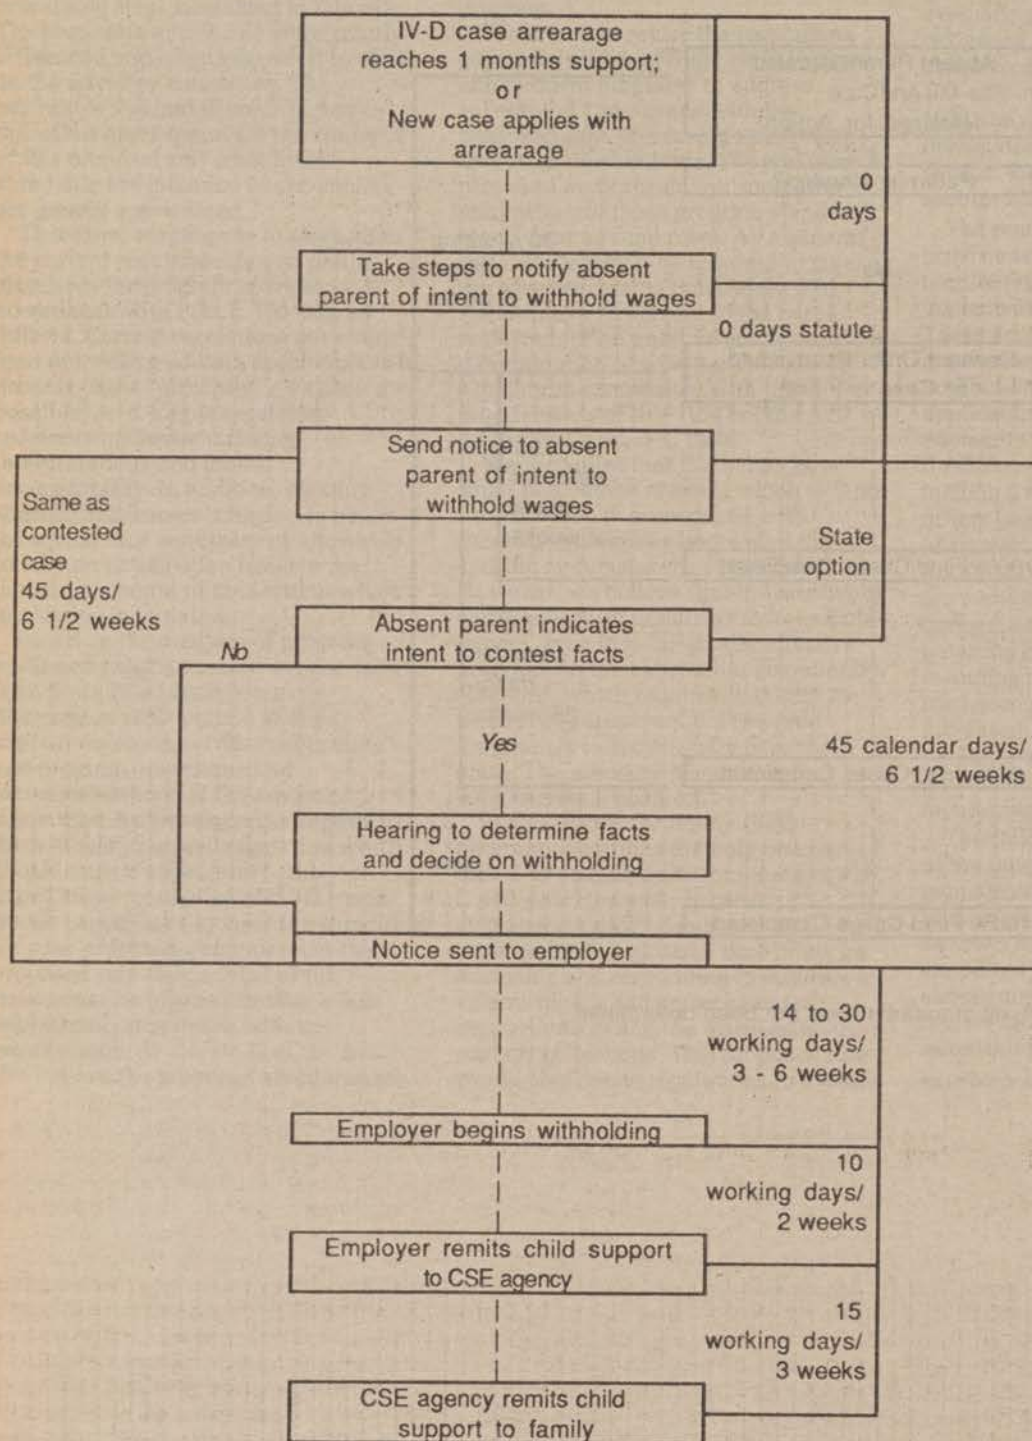 IV-D case arrearage
reaches 1 months support;
or
New case applies with
arrearage
0
days
Take steps to notify absent
parent of intent to withhold wages
0 days statute
Send notice to absent
parent of intent to
withhold wages
Same as
contested
case
45 days/
6 1/2 weeks
State
option
Absent parent indicates
intent to contest facts
No
Yes
45 calendar days/
6 1/2 weeks
Hearing to determine facts
and decide on withholding
Notice sent to employer
14 to 30
working days/
3 - 6 weeks
Employer begins withholding
10
working days/
2 weeks
Employer remits child support
to CSE agency
15
working days/
3 weeks
CSE agency remits child
support to family